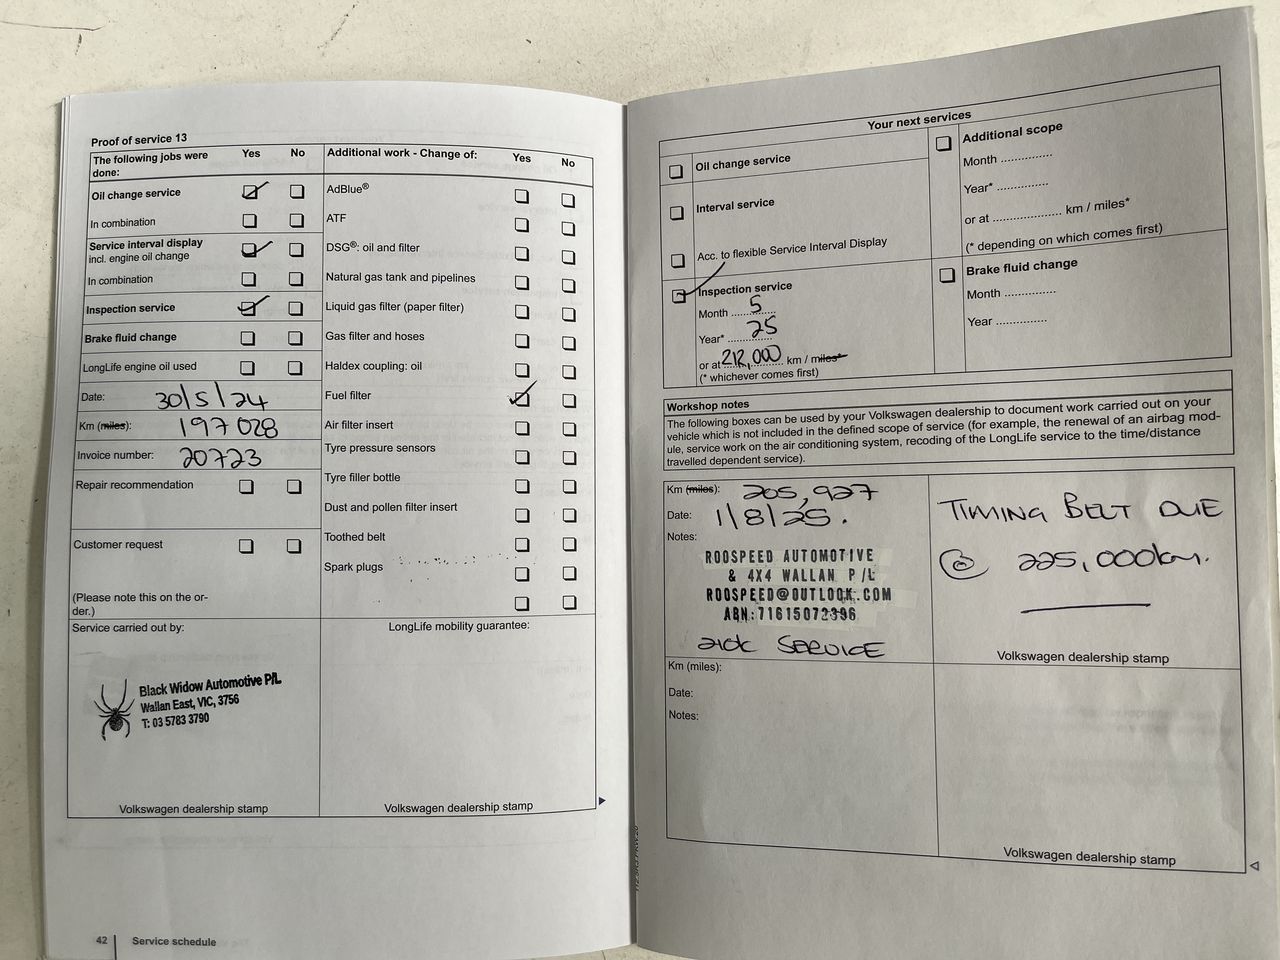 Proof of service 13
The following jobs were done:
Yes
No
Oil change service
In combination
Service interval display
incl. engine oil change
In combination
Inspection service
Brake fluid change
LongLife engine oil used
Date: 30/5/24
Km (miles): 197 028
Invoice number: 20723
Repair recommendation
Customer request
(Please note this on the or-
der.)
Service carried out by:
Black Widow Automotive P/L
Wallan East, VIC, 3756
T: 03 5783 3790
Volkswagen dealership stamp
Additional work - Change of:
Yes
No
AdBlue®
ATF
DSG®: oil and filter
Natural gas tank and pipelines
Liquid gas filter (paper filter)
Gas filter and hoses
Haldex coupling: oil
Fuel filter
Air filter insert
Tyre pressure sensors
Tyre filler bottle
Dust and pollen filter insert
Toothed belt
Spark plugs
LongLife mobility guarantee:
Volkswagen dealership stamp
42
Service schedule
Your next services
Oil change service
Interval service
Acc. to flexible Service Interval Display
Inspection service
Month ....5....
Year* ....25....
or at 212,000 km / miles*
(* whichever comes first)
Additional scope
Month ...............
Year* ...............
or at .................... km / miles*
(* depending on which comes first)
Brake fluid change
Month ...............
Year ...............
Workshop notes
The following boxes can be used by your Volkswagen dealership to document work carried out on your
vehicle which is not included in the defined scope of service (for example, the renewal of an airbag mod-
ule, service work on the air conditioning system, recoding of the LongLife service to the time/distance
travelled dependent service).
Km (miles): 205,927
Date: 1/8/25.
Notes:
ROOSPEED AUTOMOTIVE
& 4X4 WALLAN P/L
ROOSPEED@OUTLOOK.COM
ABN:71615072396
210K SERVICE
TIMING BELT DUE
@ 225,000km.
Volkswagen dealership stamp
Km (miles):
Date:
Notes:
Volkswagen dealership stamp